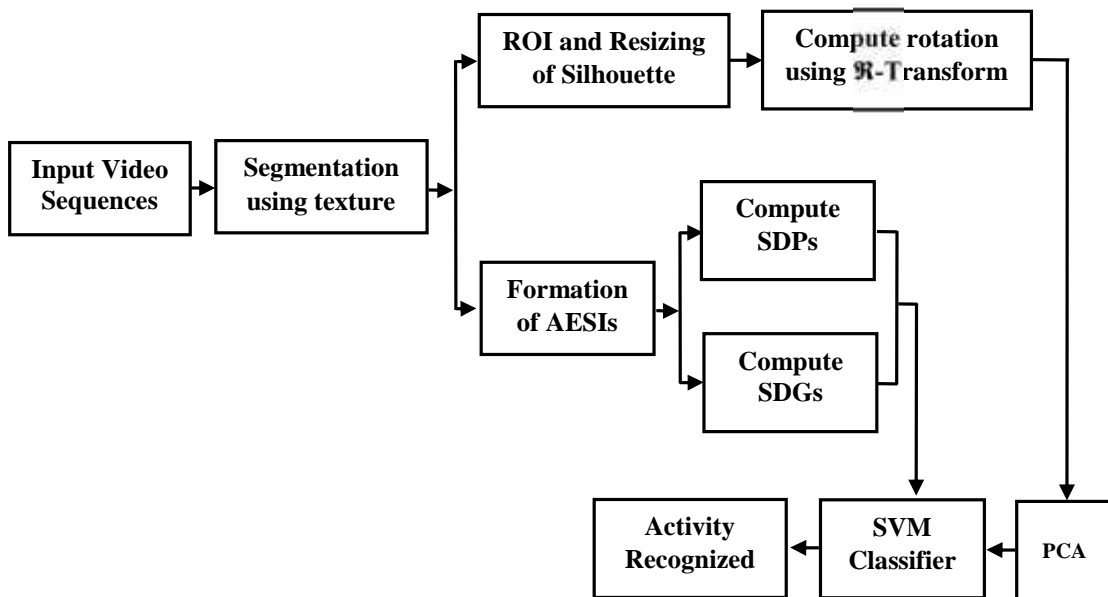 ROI and Resizing
of Silhouette
Compute rotation
using ℜ-Transform
Input Video
Sequences
Segmentation
using texture
Compute
SDPs
Formation
of AESIs
Compute
SDGs
Activity
Recognized
SVM
Classifier
PCA